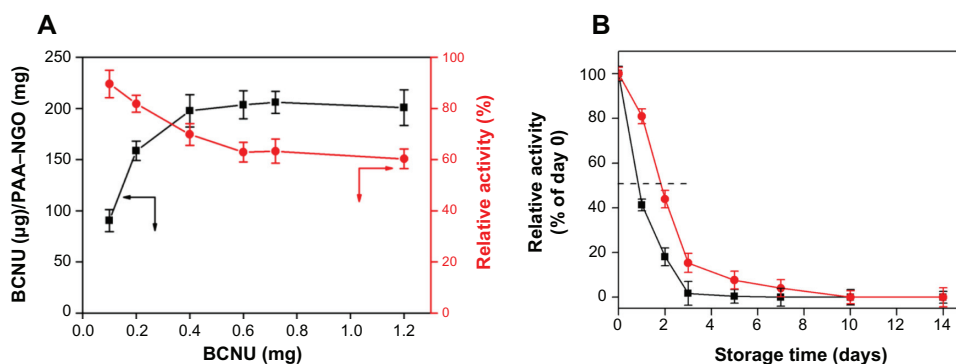 A
BCNU (µg)/PAA–NGO (mg)
250
200
150
100
50
0
0.0 0.2 0.4 0.6 0.8 1.0 1.2
BCNU (mg)
100
80
60
40
20
0
Relative activity (%)
B
Relative activity
(% of day 0)
100
80
60
40
20
0
0 2 4 6 8 10 12 14
Storage time (days)